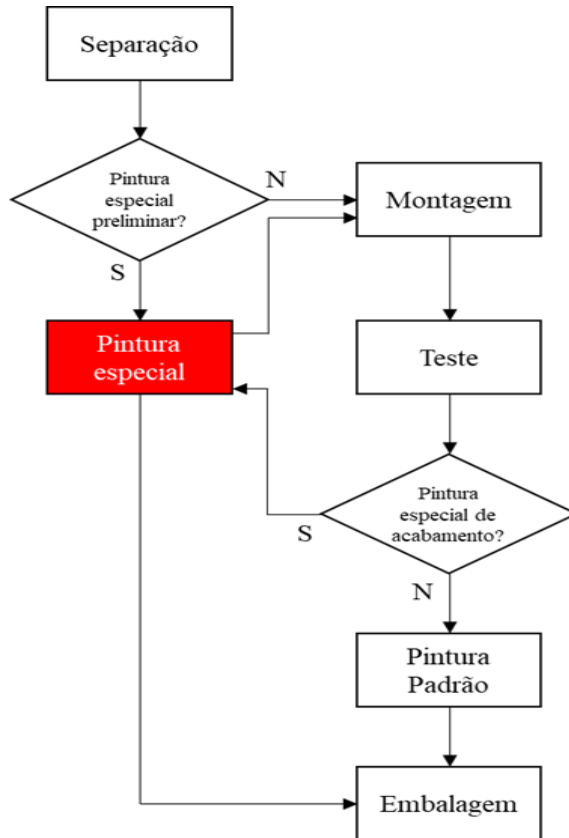 Separação
Pintura
especial
preliminar?
N
S
Montagem
Pintura
especial
Teste
Pintura
especial de
acabamento?
S
N
Pintura
Padrão
Embalagem